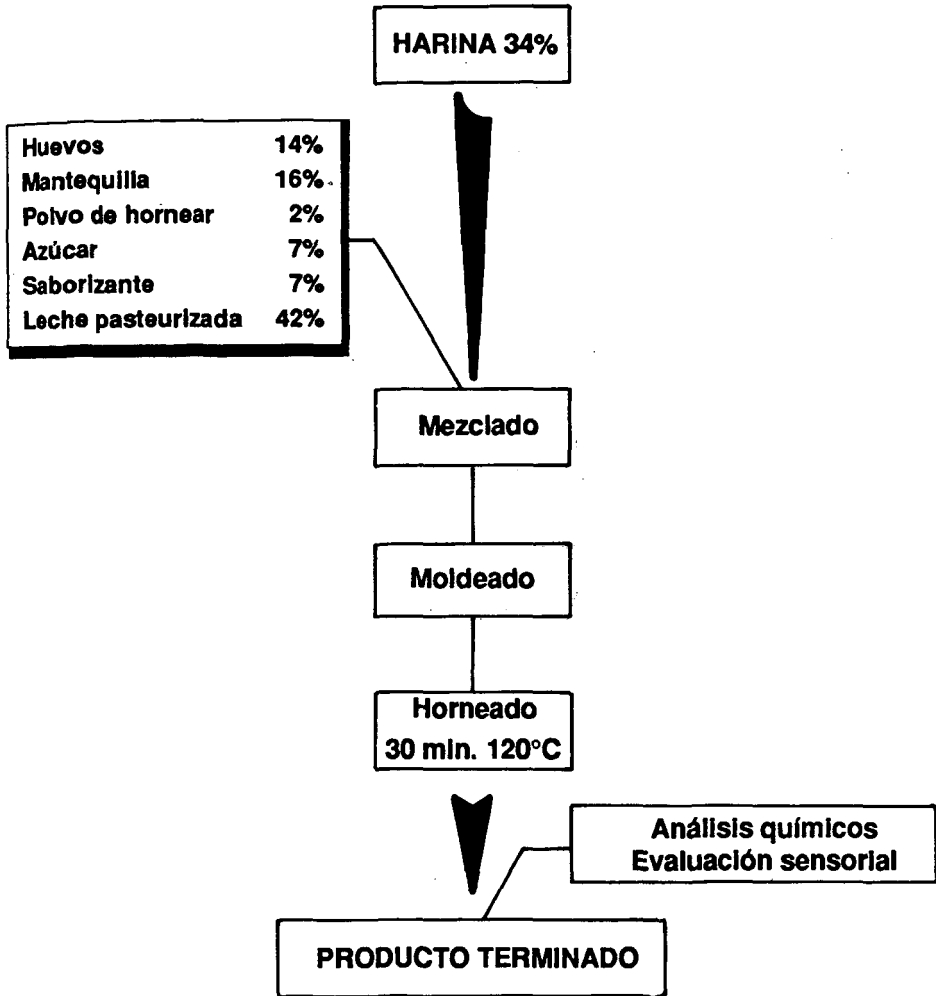 HARINA 34%
Huevos 14%
Mantequilla 16%
Polvo de hornear 2%
Azúcar 7%
Saborizante 7%
Leche pasteurizada 42%
Mezclado
Moldeado
Horneado
30 min. 120°C
Análisis químicos
Evaluación sensorial
PRODUCTO TERMINADO